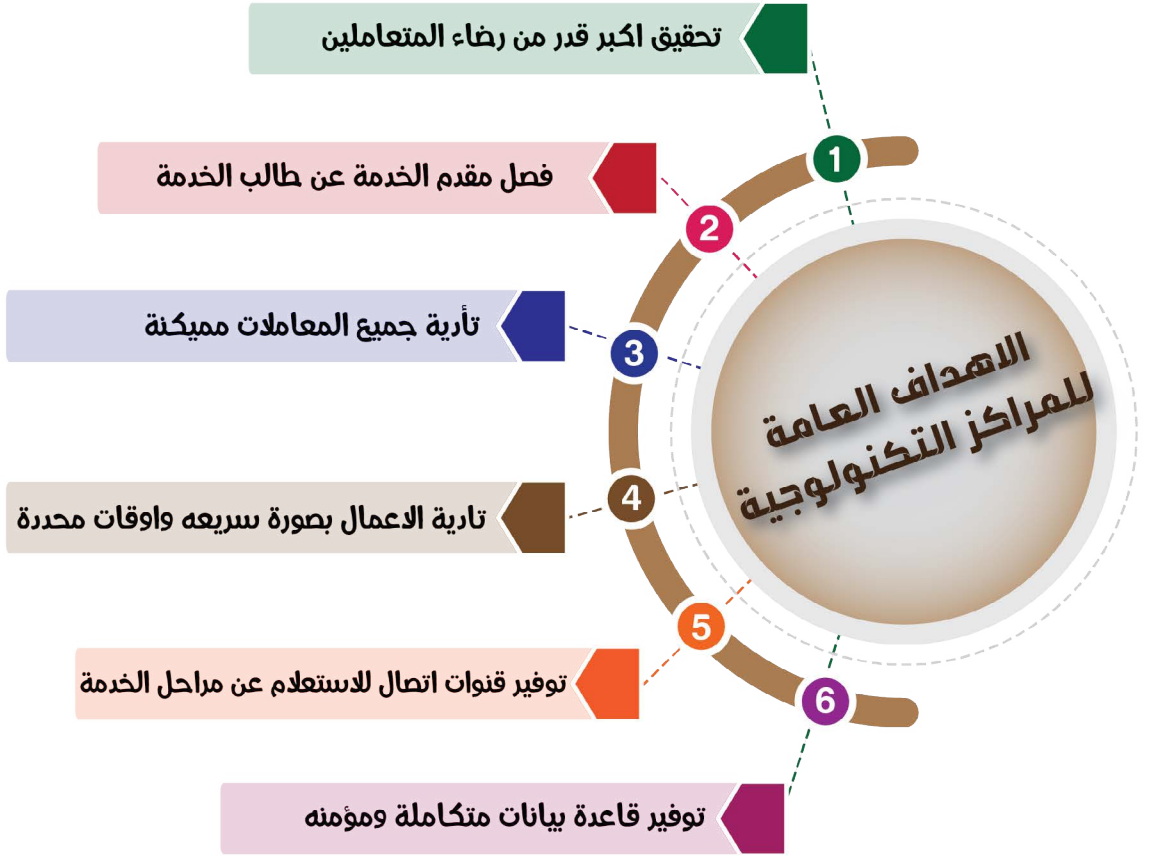 الاهداف العامة
للمراكز التكنولوجية
1
تحقيق اكبر قدر من رضاء المتعاملين
2
فصل مقدم الخدمة عن طالب الخدمة
3
تأدية جميع المعاملات مميكنة
4
تادية الاعمال بصورة سريعه واوقات محددة
5
توفير قنوات اتصال للاستعلام عن مراحل الخدمة
6
توفير قاعدة بيانات متكاملة ومؤمنه